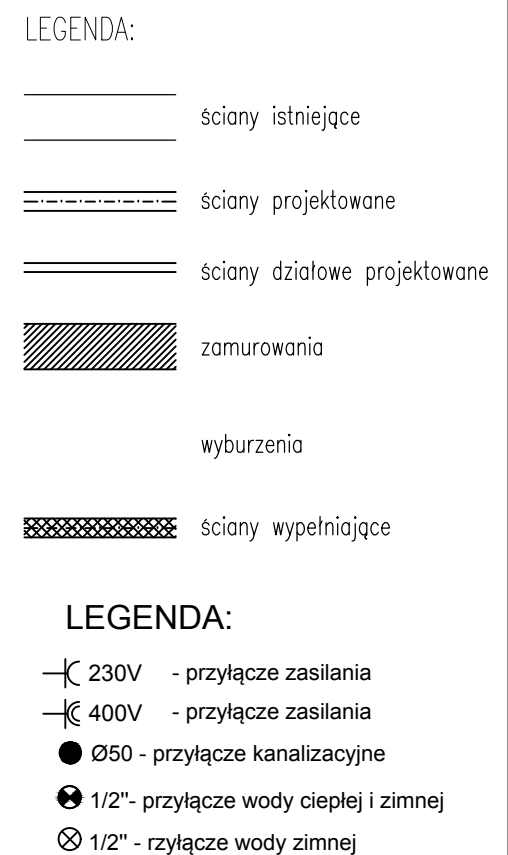 LEGENDA:
ściany istniejące
ściany projektowane
ściany działowe projektowane
zamurowania
wyburzenia
ściany wypełniające
LEGENDA:
230V - przyłącze zasilania
400V - przyłącze zasilania
Ø50 - przyłącze kanalizacyjne
1/2"- przyłącze wody ciepłej i zimnej
1/2" - rzyłącze wody zimnej